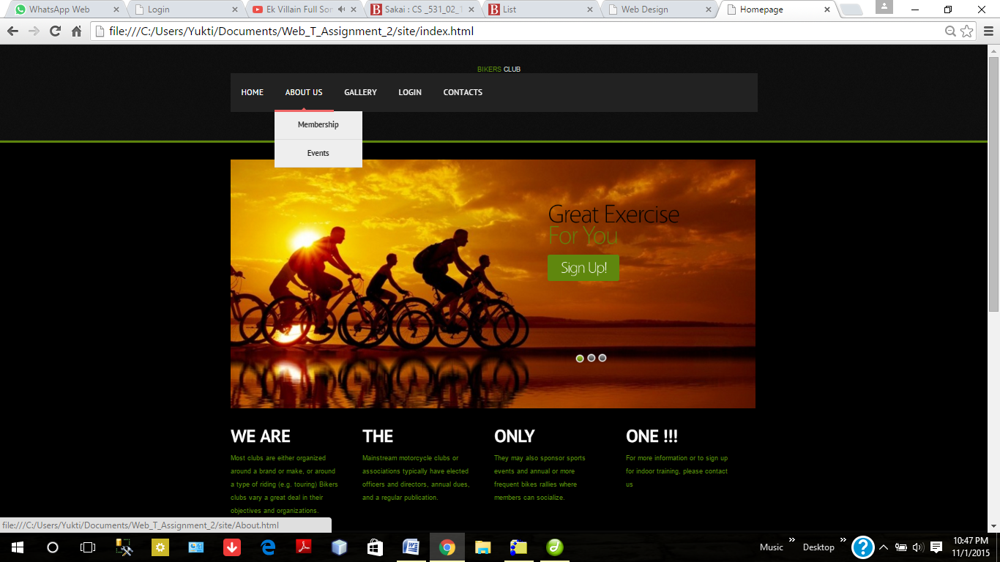 WhatsApp Web
Login
Ek Villain Full Son
Sakai : CS _531_02_1
List
Web Design
Homepage
file:///C:/Users/Yukti/Documents/Web_T_Assignment_2/site/index.html
BIKERS CLUB
HOME ABOUT US GALLERY LOGIN CONTACTS
Membership
Events
Great Exercise
For You
Sign Up!
WE ARE
Most clubs are either organized
around a brand or make, or around
a type of riding (e.g. touring) Bikers
clubs vary a great deal in their
objectives and organizations.
THE
Mainstream motorcycle clubs or
associations typically have elected
officers and directors, annual dues,
and a regular publication.
ONLY
They may also sponsor sports
events and annual or more
frequent bikes rallies where
members can socialize.
ONE !!!
For more information or to sign up
for indoor training, please contact
us
file:///C:/Users/Yukti/Documents/Web_T_Assignment_2/site/About.html
Music
Desktop
10:47 PM
11/1/2015